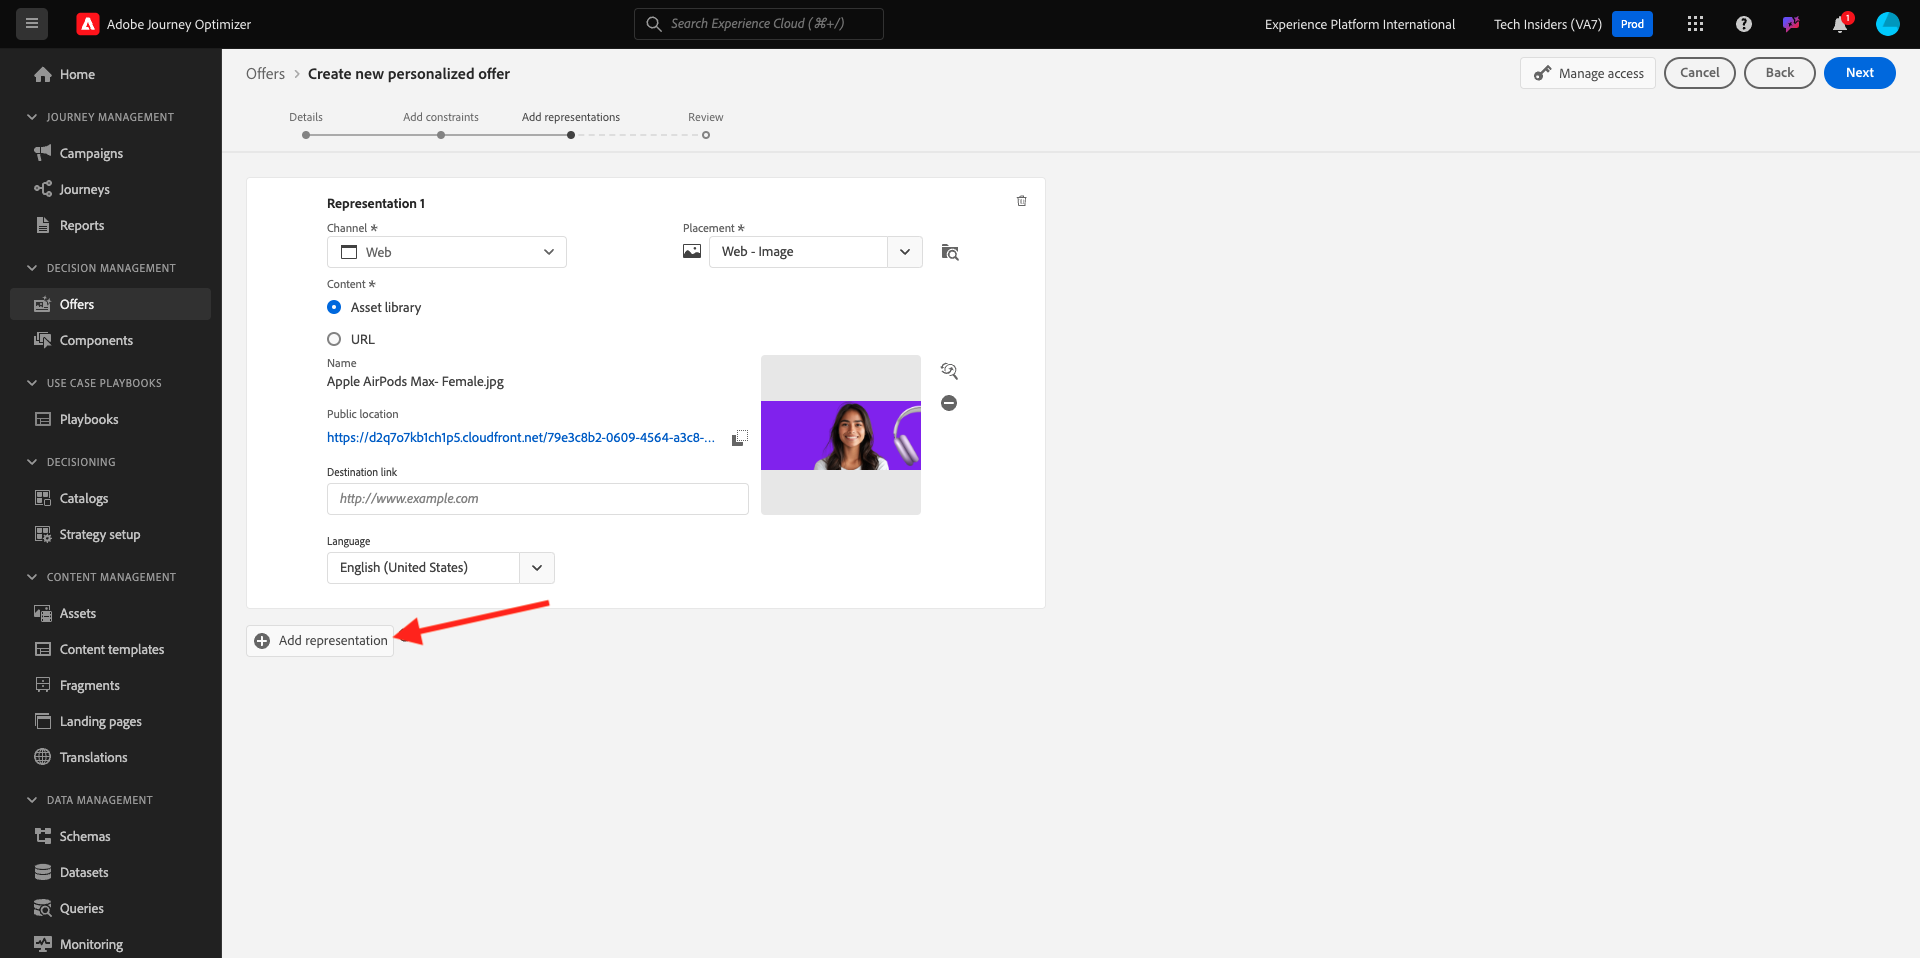 Adobe Journey Optimizer
Search Experience Cloud (⌘+/)
Experience Platform International
Tech Insiders (VA7)
Prod
1
Home
JOURNEY MANAGEMENT
Campaigns
Journeys
Reports
DECISION MANAGEMENT
Offers
Components
USE CASE PLAYBOOKS
Playbooks
DECISIONING
Catalogs
Strategy setup
CONTENT MANAGEMENT
Assets
Content templates
Fragments
Landing pages
Translations
DATA MANAGEMENT
Schemas
Datasets
Queries
Monitoring
Offers > Create new personalized offer
Manage access
Cancel
Back
Next
Details
Add constraints
Add representations
Review
Representation 1
Channel *
Web
Placement *
Web - Image
Content *
Asset library
URL
Name
Apple AirPods Max- Female.jpg
Public location
https://d2q7o7kb1ch1p5.cloudfront.net/79e3c8b2-0609-4564-a3c8-...
Destination link
http://www.example.com
Language
English (United States)
Add representation